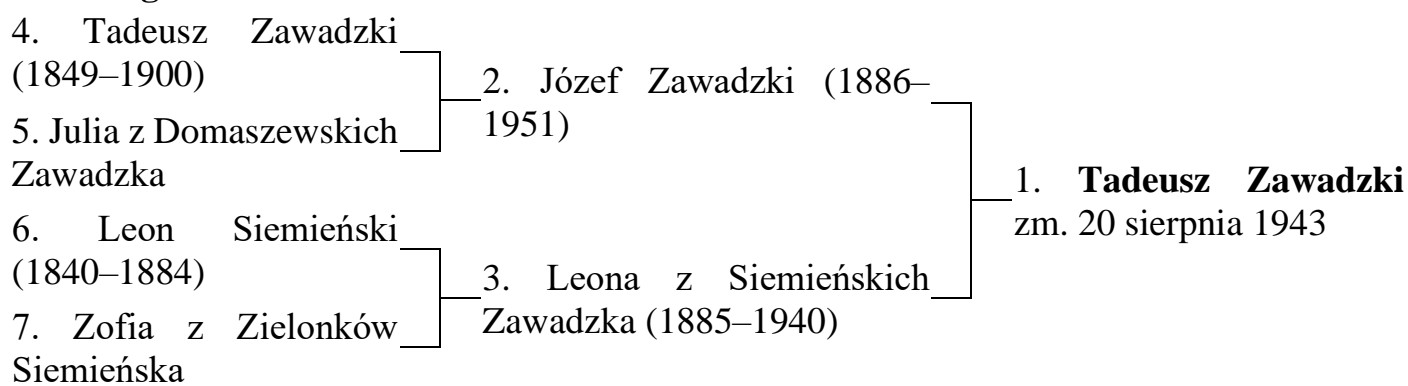 4. Tadeusz Zawadzki
(1849–1900)
5. Julia z Domaszewskich
Zawadzka
6. Leon Siemieński
(1840–1884)
7. Zofia z Zielonków
Siemieńska
2. Józef Zawadzki (1886–
1951)
3. Leona z Siemieńskich
Zawadzka (1885–1940)
1. Tadeusz Zawadzki
zm. 20 sierpnia 1943